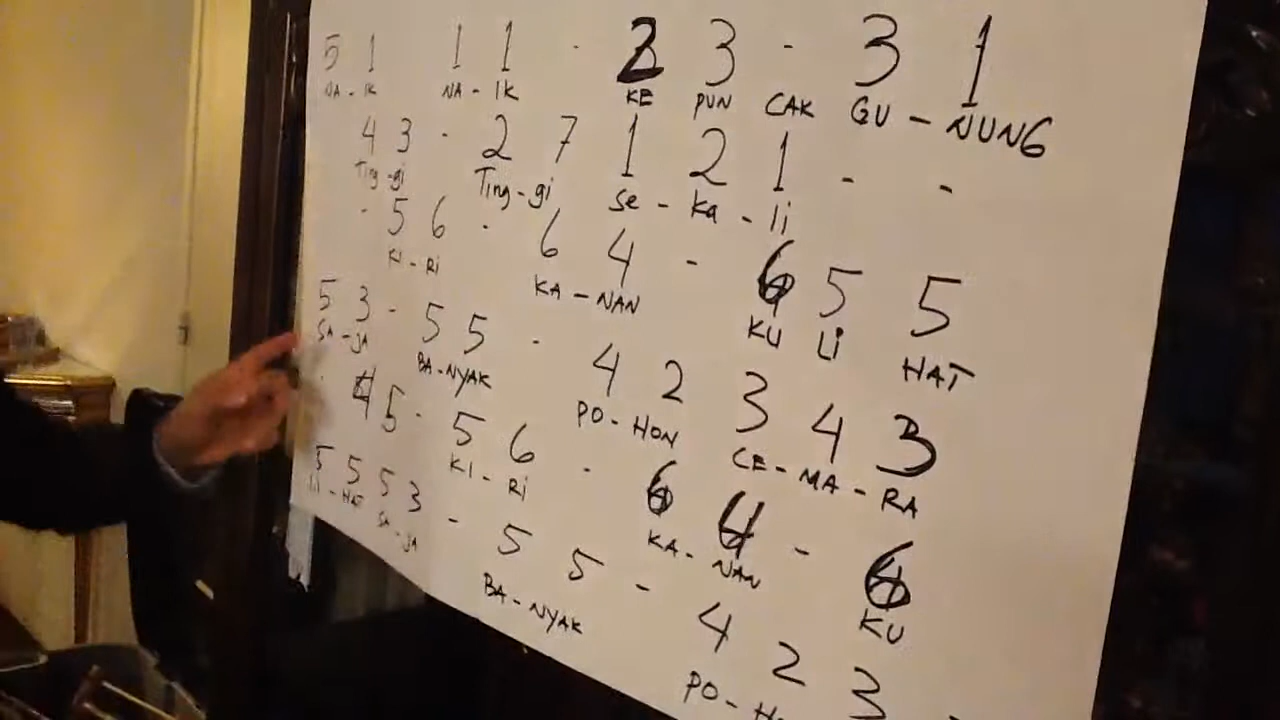 5 1 1 1 - 2 3 - 3 1
NA - IK NA - IK KE PUN CAK GU - NUNG
4 3 - 2 7 1 2 1 - -
Ting - gi Ting - gi Se - Ka - li
- 5 6 - 6 4 - 6 5 5
KI - Ri KA - NAN KU Li HAT
5 3 - 5 5 - 4 2 3 4 3
SA - JA BA - NYAK PO - HON CE - MA - RA
- 4 5 - 5 6 - 6 4 - 6
KI - Ri KA - NAN KU
5 5 5 3 - 5 5 - 4 2 3
li - HAT SA - JA BA - NYAK PO -